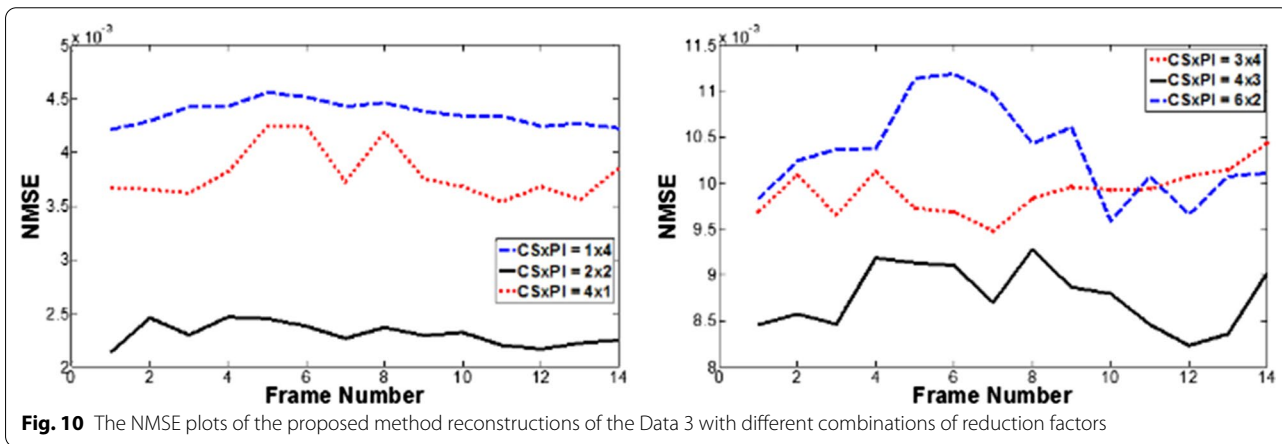 5 x 10⁻³
4.5
4
3.5
3
2.5
2
NMSE
CSxPI = 1x4
CSxPI = 2x2
CSxPI = 4x1
0 2 4 6 8 10 12 14
Frame Number
11.5 x 10⁻³
11
10.5
10
9.5
9
8.5
8
NMSE
CSxPI = 3x4
CSxPI = 4x3
CSxPI = 6x2
0 2 4 6 8 10 12 14
Frame Number
Fig. 10 The NMSE plots of the proposed method reconstructions of the Data 3 with different combinations of reduction factors